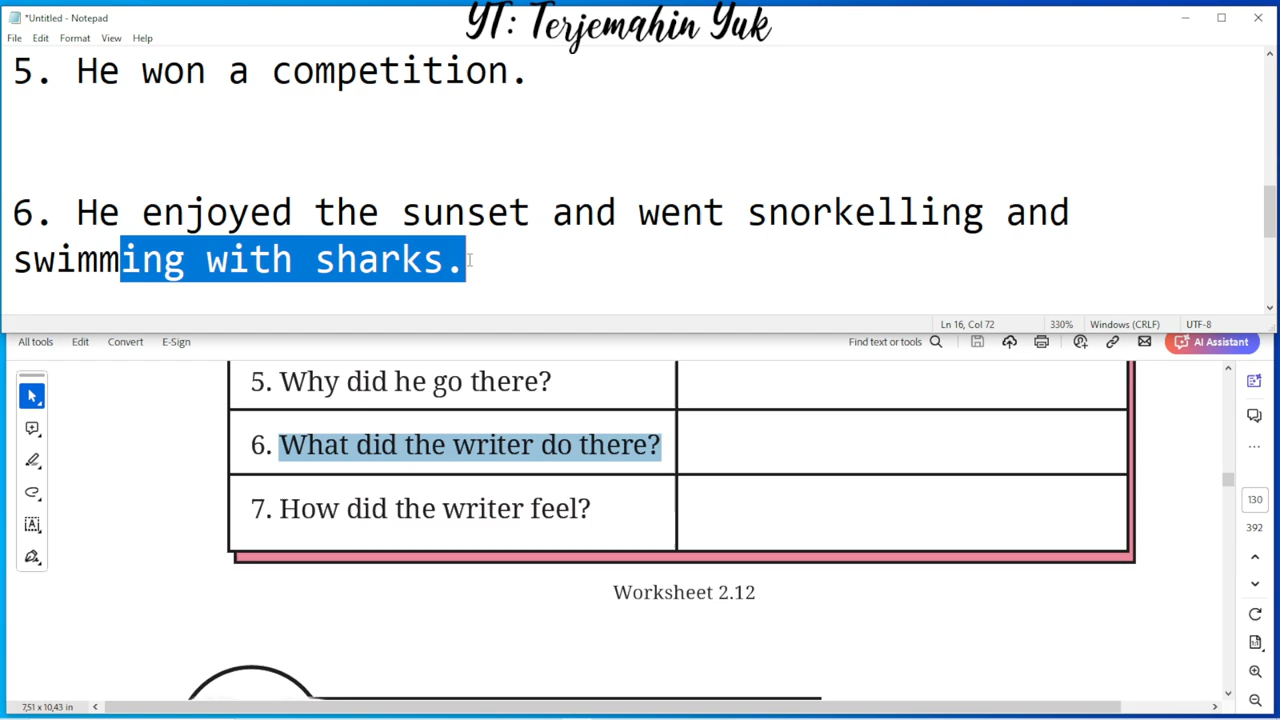 *Untitled - Notepad
YT: Terjemahin Yuk
File Edit Format View Help
5. He won a competition.
6. He enjoyed the sunset and went snorkelling and
swimming with sharks.
Ln 16, Col 72 330% Windows (CRLF) UTF-8
All tools Edit Convert E-Sign Find text or tools AI Assistant
5. Why did he go there?
6. What did the writer do there?
7. How did the writer feel?
130
392
Worksheet 2.12
7,51 x 10,43 in